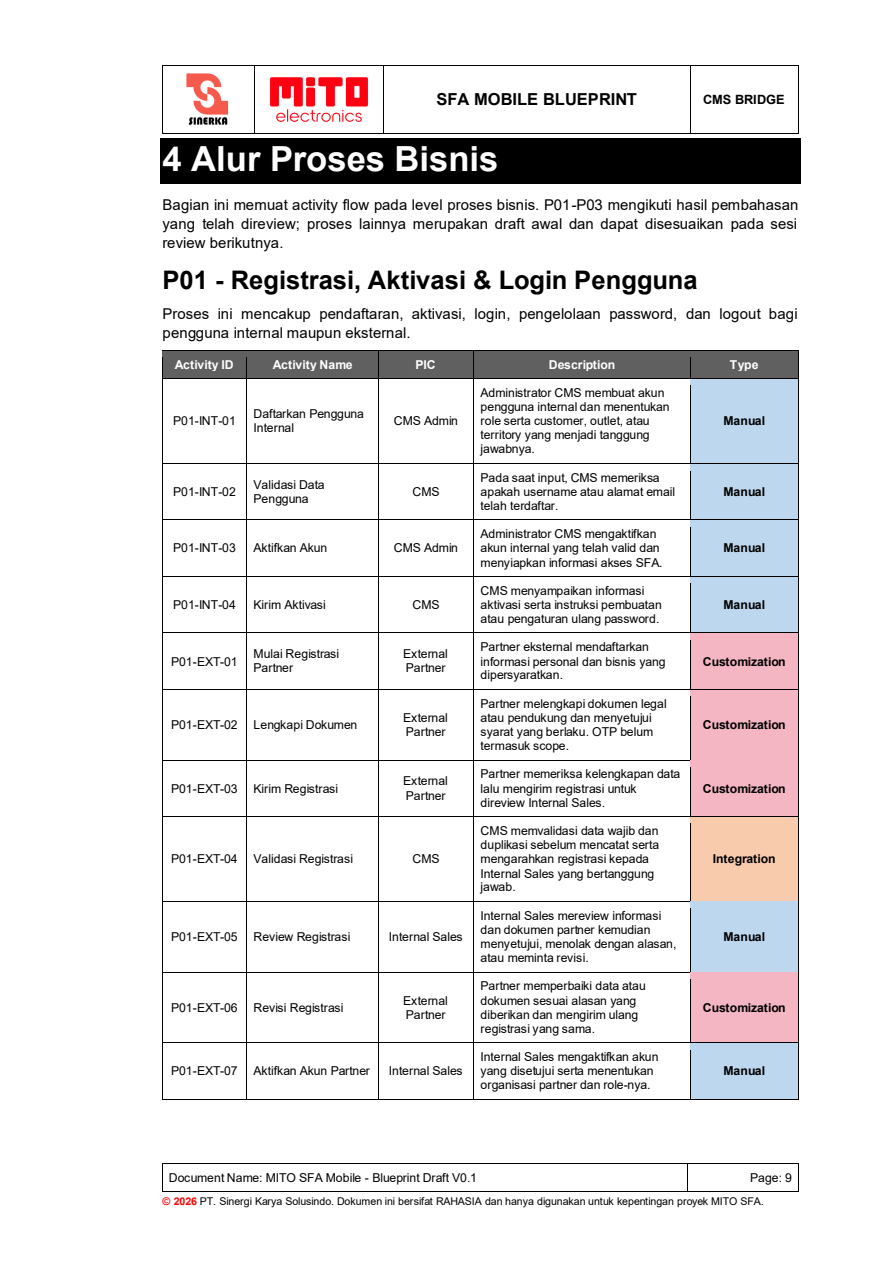 SINERKA
MiTO
electronics
SFA MOBILE BLUEPRINT
CMS BRIDGE
4 Alur Proses Bisnis
Bagian ini memuat activity flow pada level proses bisnis. P01-P03 mengikuti hasil pembahasan
yang telah direview; proses lainnya merupakan draft awal dan dapat disesuaikan pada sesi
review berikutnya.
P01 - Registrasi, Aktivasi & Login Pengguna
Proses ini mencakup pendaftaran, aktivasi, login, pengelolaan password, dan logout bagi
pengguna internal maupun eksternal.
Activity ID
Activity Name
PIC
Description
Type
P01-INT-01
Daftarkan Pengguna
Internal
CMS Admin
Administrator CMS membuat akun
pengguna internal dan menentukan
role serta customer, outlet, atau
territory yang menjadi tanggung
jawabnya.
Manual
P01-INT-02
Validasi Data
Pengguna
CMS
Pada saat input, CMS memeriksa
apakah username atau alamat email
telah terdaftar.
Manual
P01-INT-03
Aktifkan Akun
CMS Admin
Administrator CMS mengaktifkan
akun internal yang telah valid dan
menyiapkan informasi akses SFA.
Manual
P01-INT-04
Kirim Aktivasi
CMS
CMS menyampaikan informasi
aktivasi serta instruksi pembuatan
atau pengaturan ulang password.
Manual
P01-EXT-01
Mulai Registrasi
Partner
External
Partner
Partner eksternal mendaftarkan
informasi personal dan bisnis yang
dipersyaratkan.
Customization
P01-EXT-02
Lengkapi Dokumen
External
Partner
Partner melengkapi dokumen legal
atau pendukung dan menyetujui
syarat yang berlaku. OTP belum
termasuk scope.
Customization
P01-EXT-03
Kirim Registrasi
External
Partner
Partner memeriksa kelengkapan data
lalu mengirim registrasi untuk
direview Internal Sales.
Customization
P01-EXT-04
Validasi Registrasi
CMS
CMS memvalidasi data wajib dan
duplikasi sebelum mencatat serta
mengarahkan registrasi kepada
Internal Sales yang bertanggung
jawab.
Integration
P01-EXT-05
Review Registrasi
Internal Sales
Internal Sales mereview informasi
dan dokumen partner kemudian
menyetujui, menolak dengan alasan,
atau meminta revisi.
Manual
P01-EXT-06
Revisi Registrasi
External
Partner
Partner memperbaiki data atau
dokumen sesuai alasan yang
diberikan dan mengirim ulang
registrasi yang sama.
Customization
P01-EXT-07
Aktifkan Akun Partner
Internal Sales
Internal Sales mengaktifkan akun
yang disetujui serta menentukan
organisasi partner dan role-nya.
Manual
Document Name: MITO SFA Mobile - Blueprint Draft V0.1
Page: 9
© 2026 PT. Sinergi Karya Solusindo. Dokumen ini bersifat RAHASIA dan hanya digunakan untuk kepentingan proyek MITO SFA.